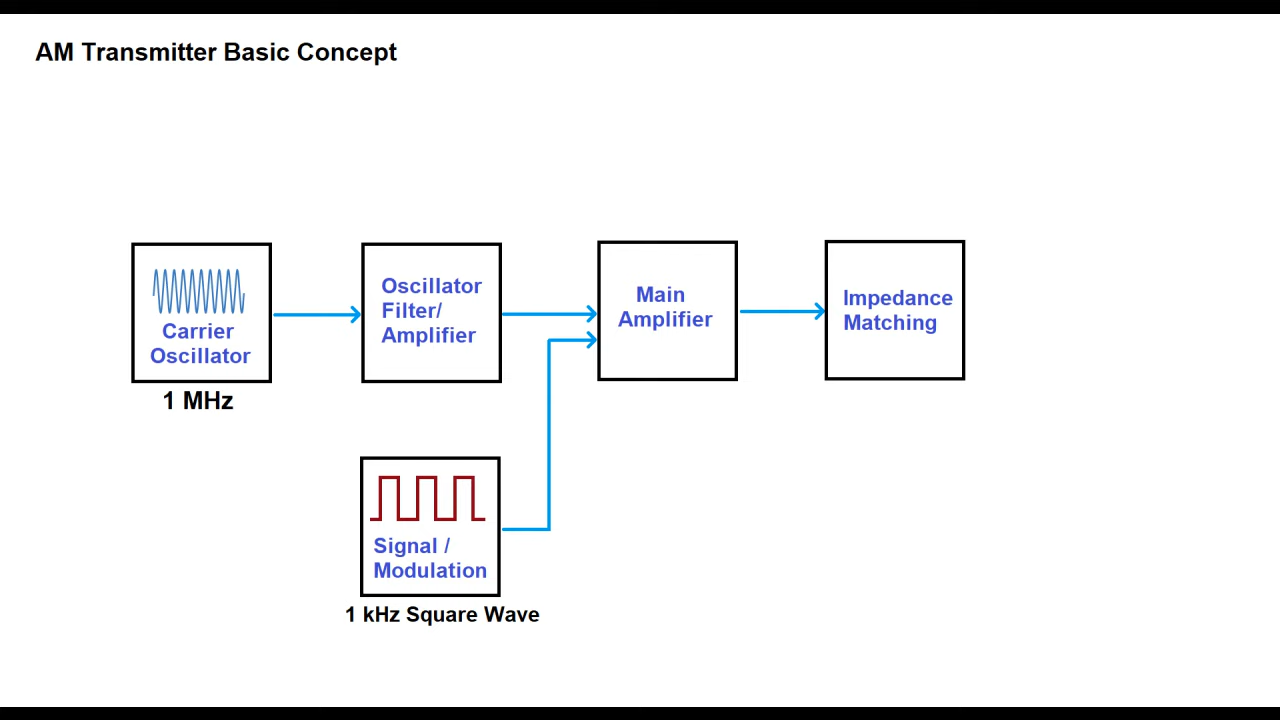 AM Transmitter Basic Concept
Carrier
Oscillator
1 MHz
Oscillator
Filter/
Amplifier
Main
Amplifier
Impedance
Matching
Signal /
Modulation
1 kHz Square Wave